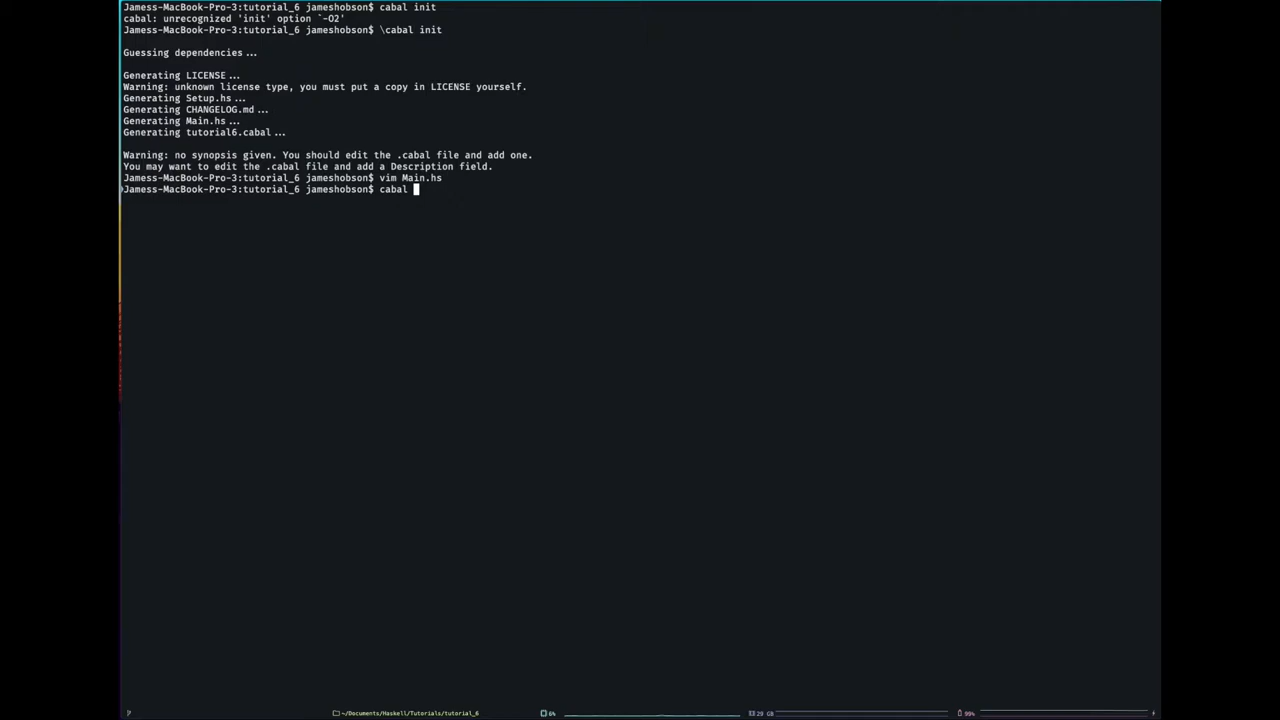 Jamess-MacBook-Pro-3:tutorial_6 jameshobson$ cabal init
cabal: unrecognized 'init' option `-O2'
Jamess-MacBook-Pro-3:tutorial_6 jameshobson$ \cabal init
Guessing dependencies...
Generating LICENSE...
Warning: unknown license type, you must put a copy in LICENSE yourself.
Generating Setup.hs...
Generating CHANGELOG.md...
Generating Main.hs...
Generating tutorial6.cabal...
Warning: no synopsis given. You should edit the .cabal file and add one.
You may want to edit the .cabal file and add a Description field.
Jamess-MacBook-Pro-3:tutorial_6 jameshobson$ vim Main.hs
Jamess-MacBook-Pro-3:tutorial_6 jameshobson$ cabal
~/Documents/Haskell/Tutorials/tutorial_6 6% 29 GB 99%